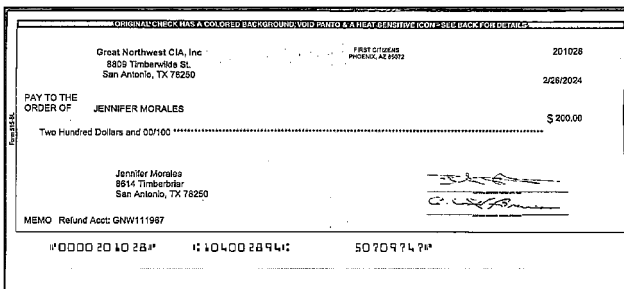 ORIGINAL CHECK HAS A COLORED BACKGROUND, VOID PANTO & A HEAT SENSITIVE ICON - SEE BACK FOR DETAILS
Great Northwest CIA, Inc
8809 Timberwilde St.
San Antonio, TX 78250
FIRST CITIZENS
PHOENIX, AZ 85072
201028
2/26/2024
PAY TO THE
ORDER OF JENNIFER MORALES
$ 200.00
Two Hundred Dollars and 00/100
Jennifer Morales
8614 Timberbriar
San Antonio, TX 78250
MEMO Refund Acct: GNW111967
⑈0000201028⑈ ⑆104002894⑆ 50709747⑈